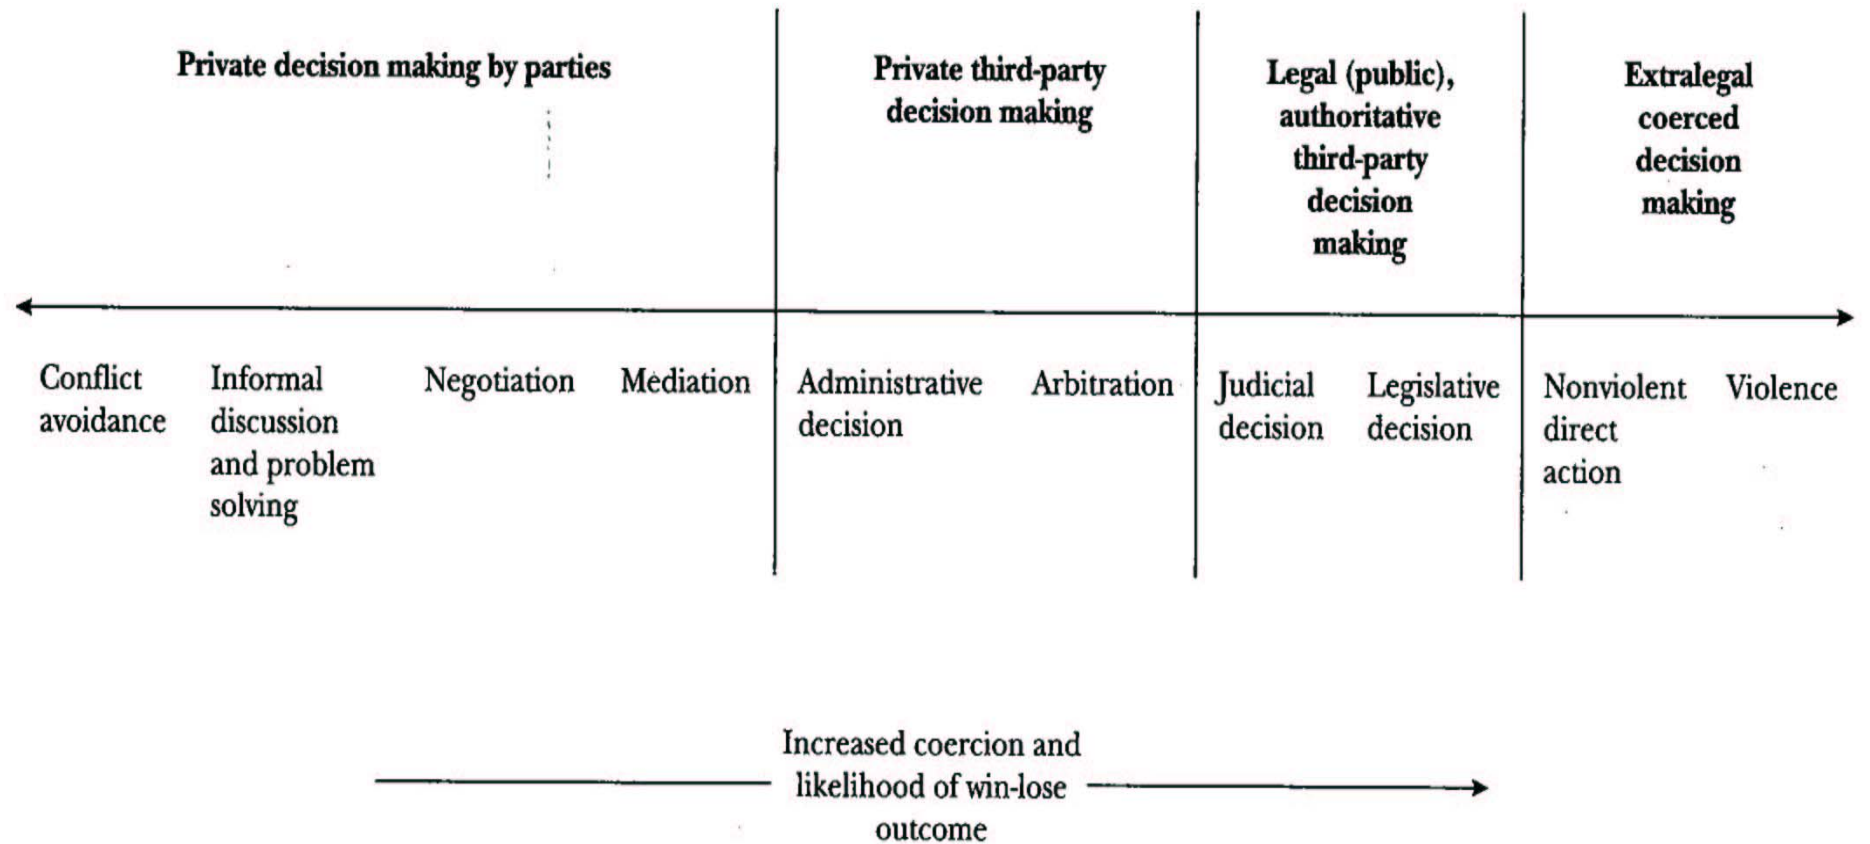 Private decision making by parties
Private third-party
decision making
Legal (public),
authoritative
third-party
decision
making
Extralegal
coerced
decision
making
Conflict
avoidance
Informal
discussion
and problem
solving
Negotiation
Mediation
Administrative
decision
Arbitration
Judicial
decision
Legislative
decision
Nonviolent
direct
action
Violence
Increased coercion and
likelihood of win-lose
outcome